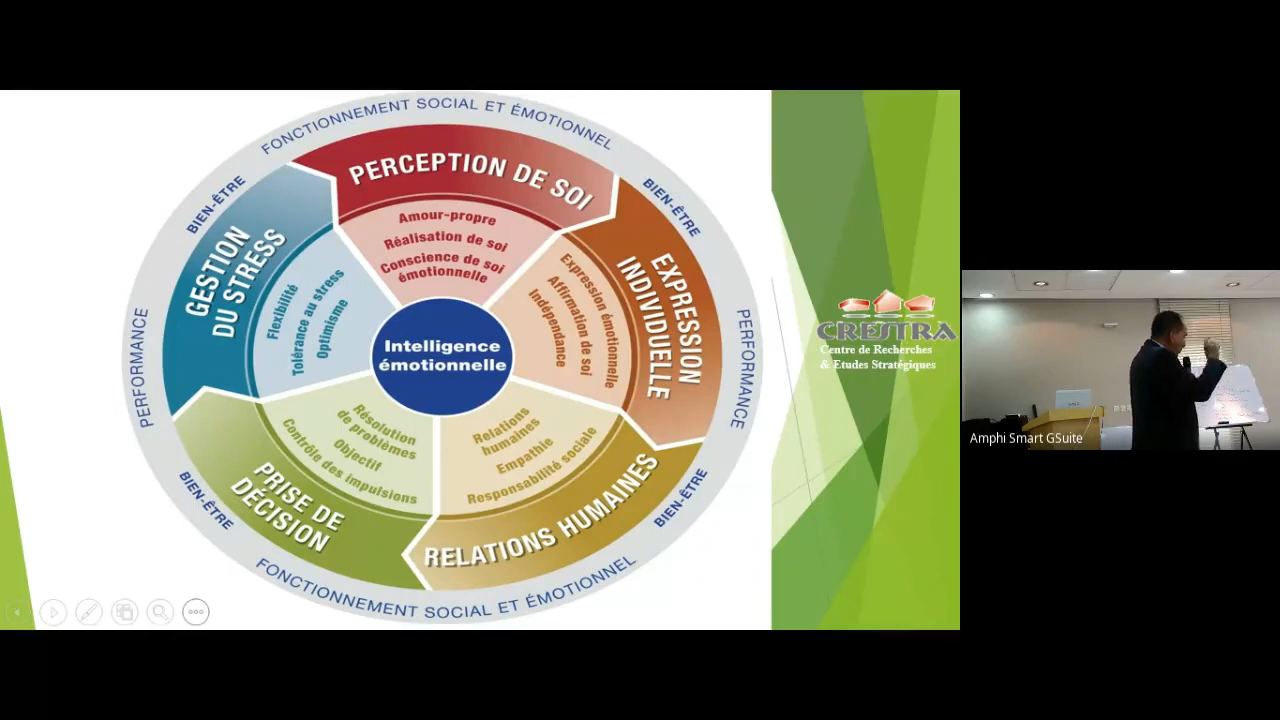 FONCTIONNEMENT SOCIAL ET ÉMOTIONNEL
BIEN-ÊTRE
BIEN-ÊTRE
PERFORMANCE
PERFORMANCE
BIEN-ÊTRE
BIEN-ÊTRE
FONCTIONNEMENT SOCIAL ET ÉMOTIONNEL
PERCEPTION DE SOI
Amour-propre
Réalisation de soi
Conscience de soi
émotionnelle
EXPRESSION
INDIVIDUELLE
Expression émotionnelle
Affirmation de soi
Indépendance
RELATIONS HUMAINES
Relations
humaines
Empathie
Responsabilité sociale
PRISE DE
DÉCISION
Résolution
de problèmes
Objectif
Contrôle des impulsions
GESTION
DU STRESS
Flexibilité
Tolérance au stress
Optimisme
Intelligence
émotionnelle
CRESTRA
Centre de Recherches
& Etudes Stratégiques
Amphi Smart GSuite